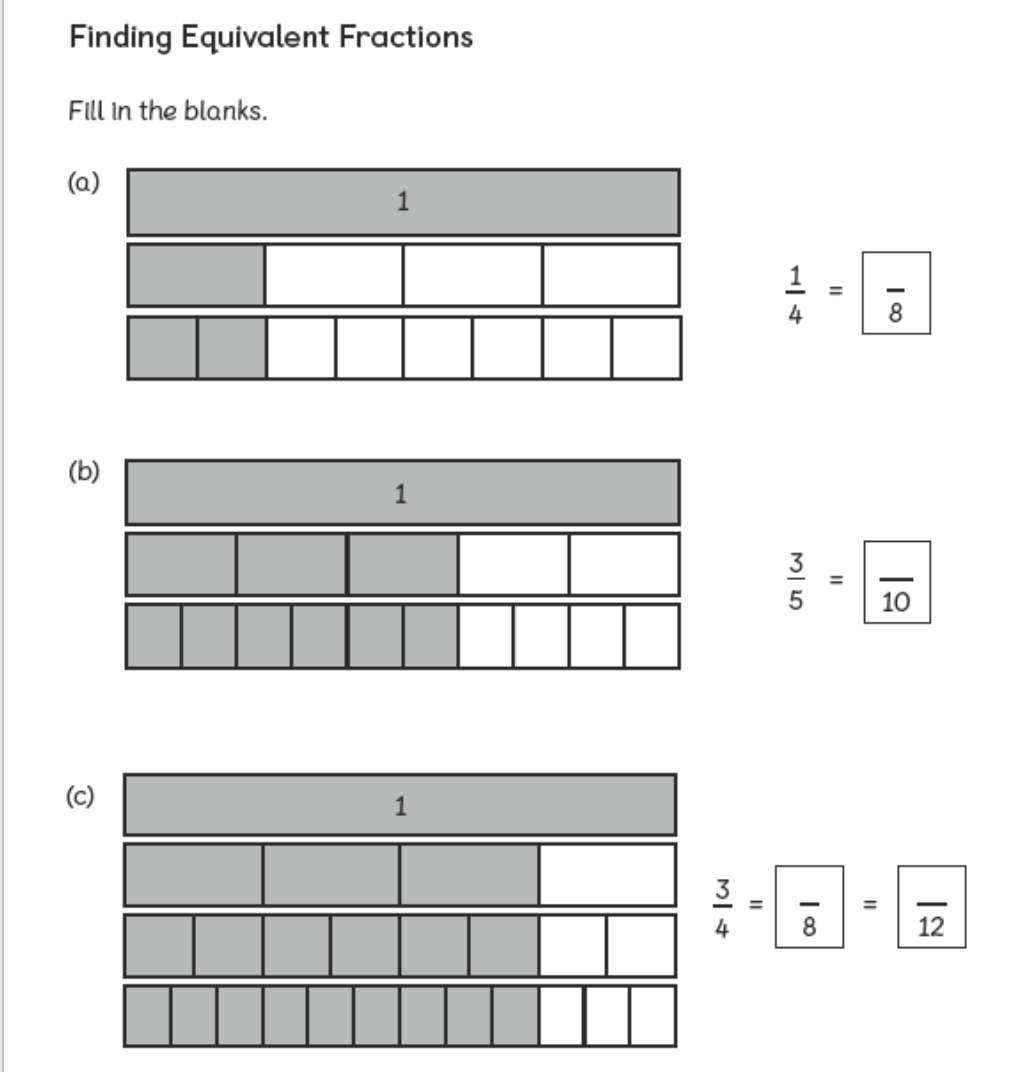 Finding Equivalent Fractions
Fill in the blanks.
(a)
1
1/4 = _/8
(b)
1
3/5 = _/10
(c)
1
3/4 = _/8 = _/12